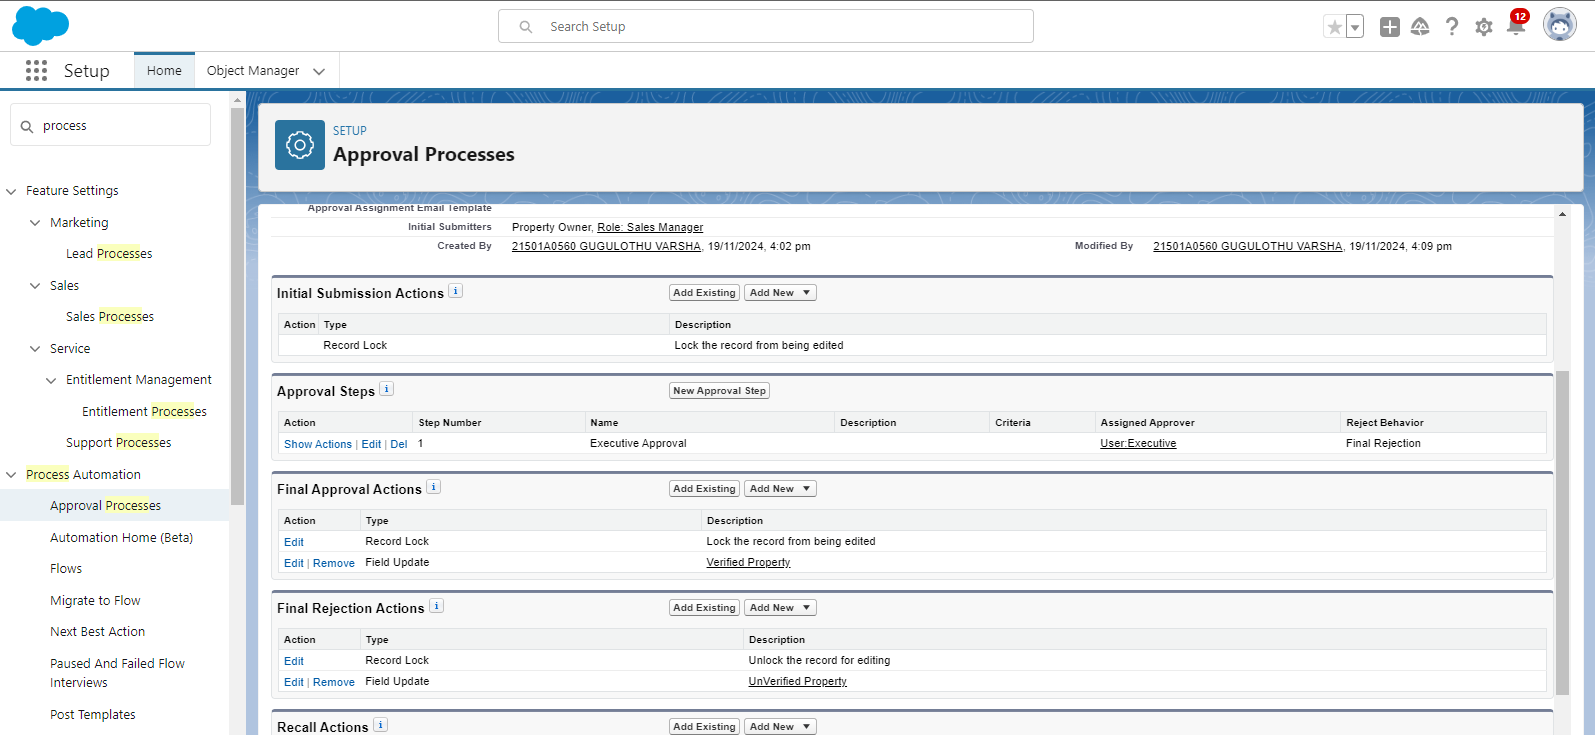 Search Setup
12
Setup
Home
Object Manager
process
Feature Settings
Marketing
Lead Processes
Sales
Sales Processes
Service
Entitlement Management
Entitlement Processes
Support Processes
Process Automation
Approval Processes
Automation Home (Beta)
Flows
Migrate to Flow
Next Best Action
Paused And Failed Flow
Interviews
Post Templates
SETUP
Approval Processes
Approval Assignment Email Template
Initial Submitters Property Owner, Role: Sales Manager
Created By 21501A0560 GUGULOTHU VARSHA, 19/11/2024, 4:02 pm Modified By 21501A0560 GUGULOTHU VARSHA, 19/11/2024, 4:09 pm
Initial Submission Actions i Add Existing Add New
Action Type Description
Record Lock Lock the record from being edited
Approval Steps i New Approval Step
Action Step Number Name Description Criteria Assigned Approver Reject Behavior
Show Actions | Edit | Del 1 Executive Approval User:Executive Final Rejection
Final Approval Actions i Add Existing Add New
Action Type Description
Edit Record Lock Lock the record from being edited
Edit | Remove Field Update Verified Property
Final Rejection Actions i Add Existing Add New
Action Type Description
Edit Record Lock Unlock the record for editing
Edit | Remove Field Update UnVerified Property
Recall Actions i Add Existing Add New